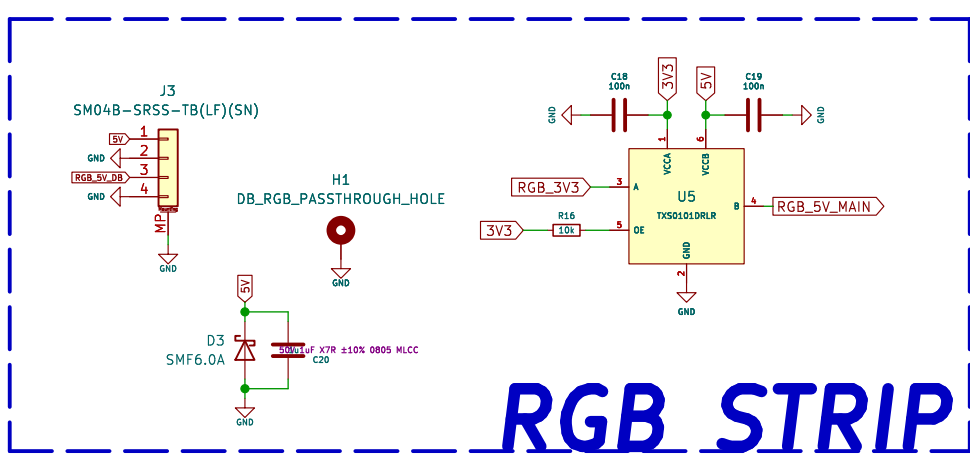 J3
SM04B-SRSS-TB(LF)(SN)
5V 1
GND 2
RGB_5V_DB 3
GND 4
MP
GND
H1
DB_RGB_PASSTHROUGH_HOLE
GND
5V
D3
SMF6.0A
1uF X7R ±10% 0805 MLCC
C20
GND
C18
100n
GND
3V3
5V
C19
100n
GND
1
6
VCCA
VCCB
RGB_3V3
3
A
U5
TXS0101DRLR
B
4
RGB_5V_MAIN
3V3
R16
10k
5
OE
GND
2
GND
RGB STRIP